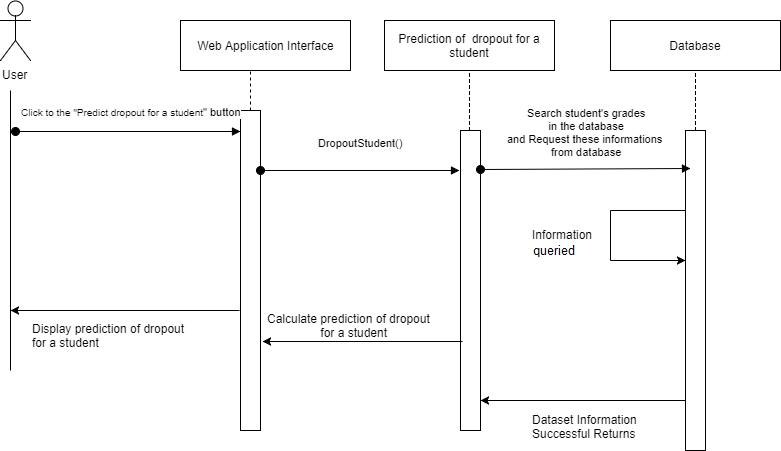 User
Web Application Interface
Prediction of dropout for a
student
Database
Click to the "Predict dropout for a student" button
DropoutStudent()
Search student's grades
in the database
and Request these informations
from database
Information
queried
Display prediction of dropout
for a student
Calculate prediction of dropout
for a student
Dataset Information
Successful Returns